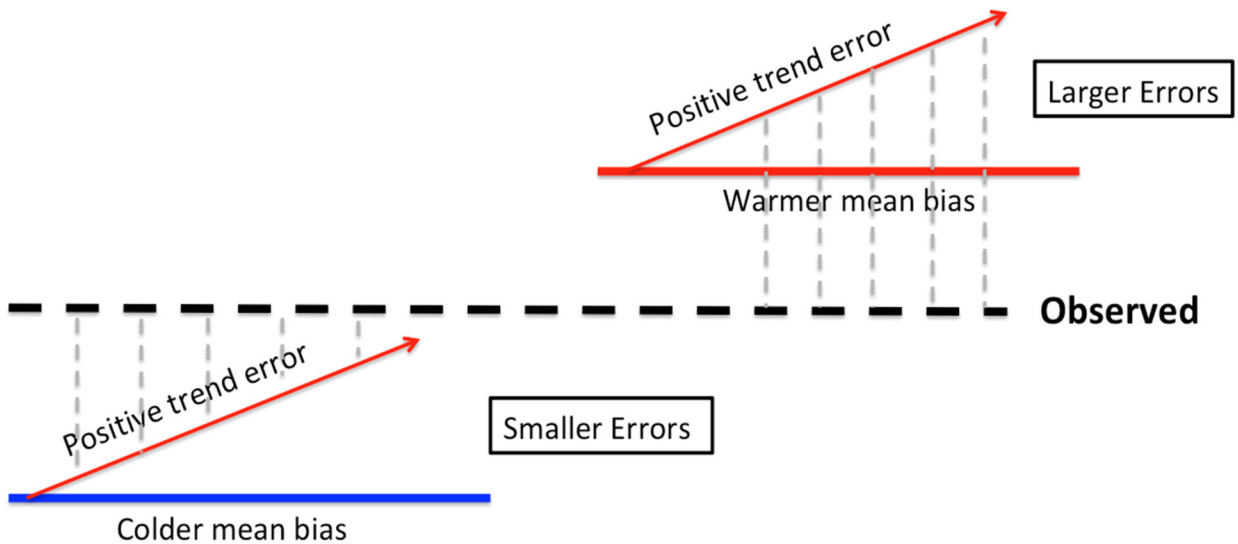 Positive trend error
Larger Errors
Warmer mean bias
Observed
Positive trend error
Smaller Errors
Colder mean bias